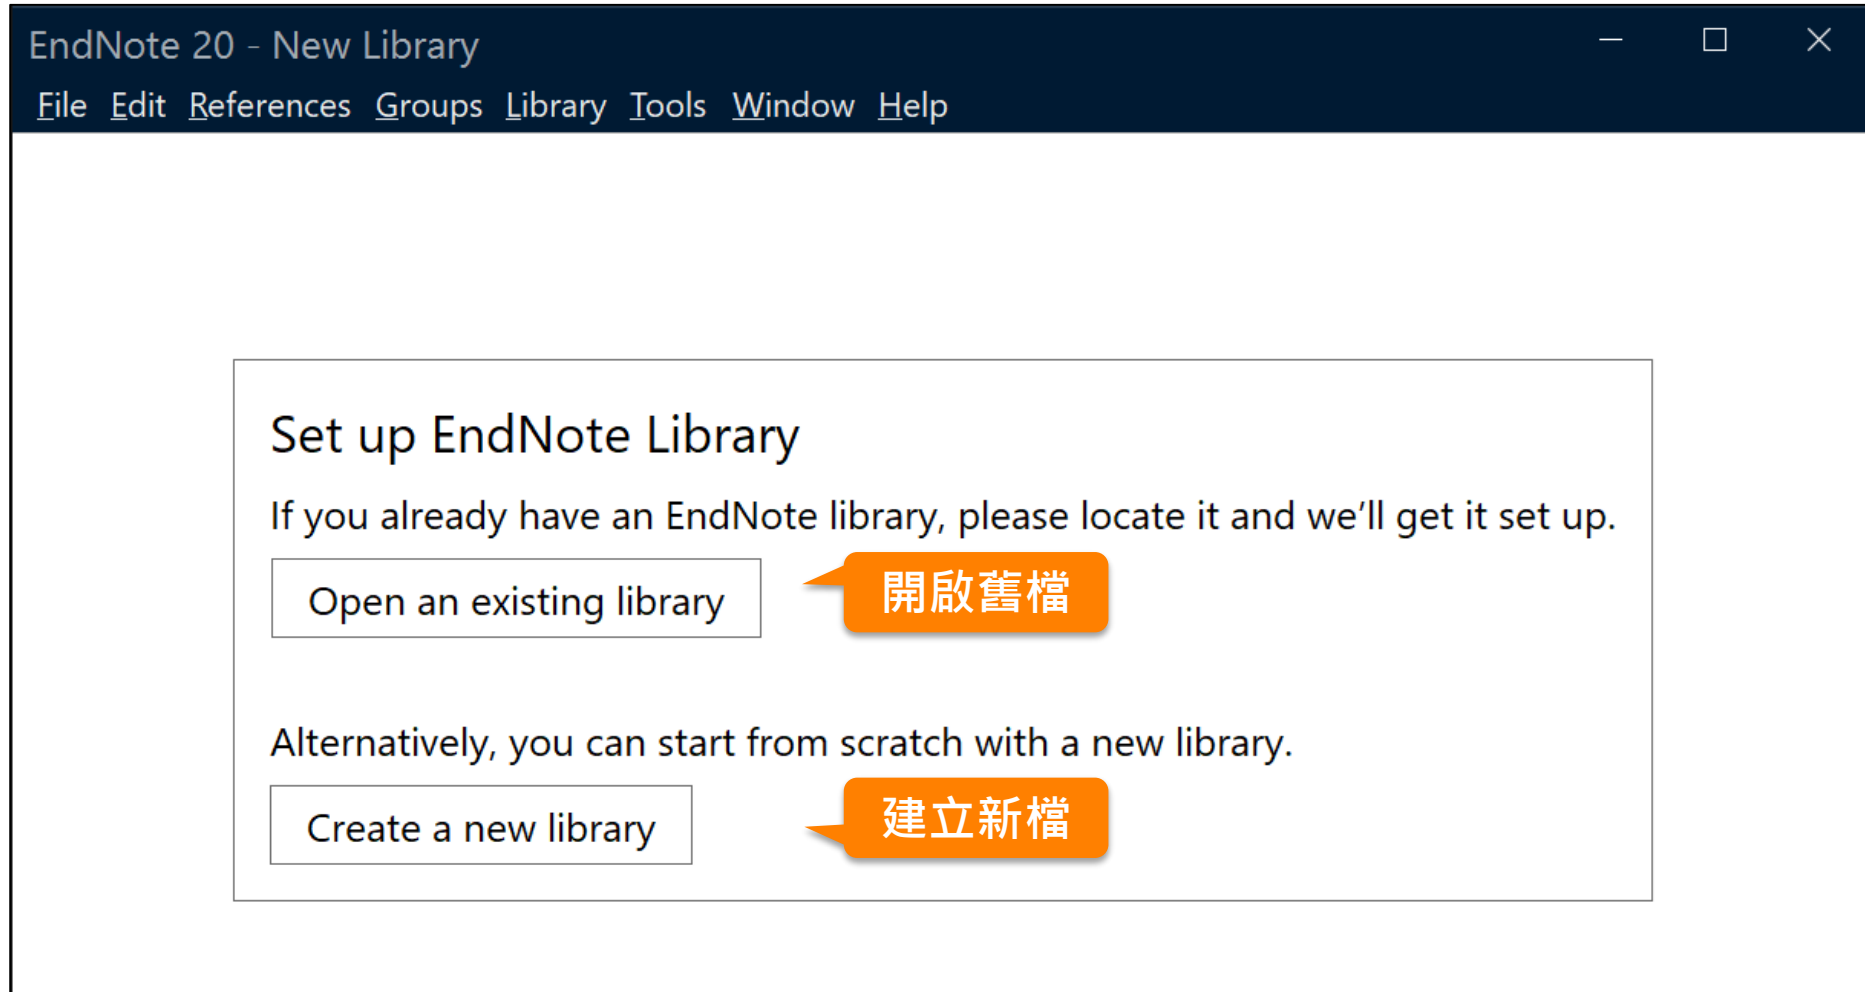 EndNote 20 - New Library
File Edit References Groups Library Tools Window Help
Set up EndNote Library
If you already have an EndNote library, please locate it and we’ll get it set up.
Open an existing library
開啟舊檔
Alternatively, you can start from scratch with a new library.
Create a new library
建立新檔